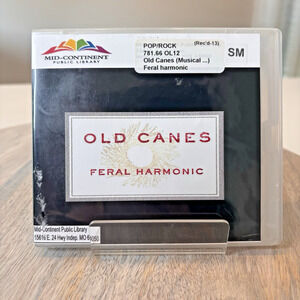 MID-CONTINENT
PUBLIC LIBRARY
POP/ROCK (Rec'd-13)
781.66 OL12
Old Canes (Musical ...)
Feral harmonic
SM
OLD CANES
FERAL HARMONIC
Mid-Continent Public Library
15616 E. 24 Hwy Indep. MO 64050